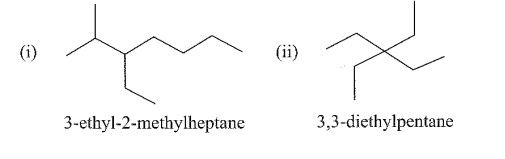 (i) (ii)
3-ethyl-2-methylheptane 3,3-diethylpentane